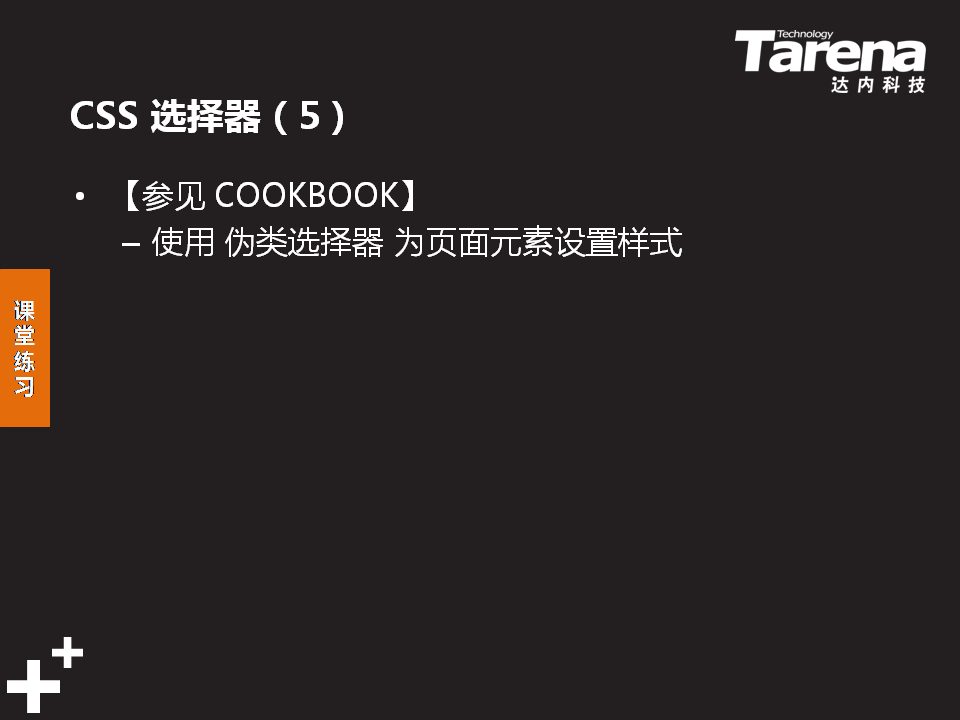 Technology
Tarena
达内科技
CSS 选择器（5）
• 【参见 COOKBOOK】
– 使用 伪类选择器 为页面元素设置样式
课堂练习